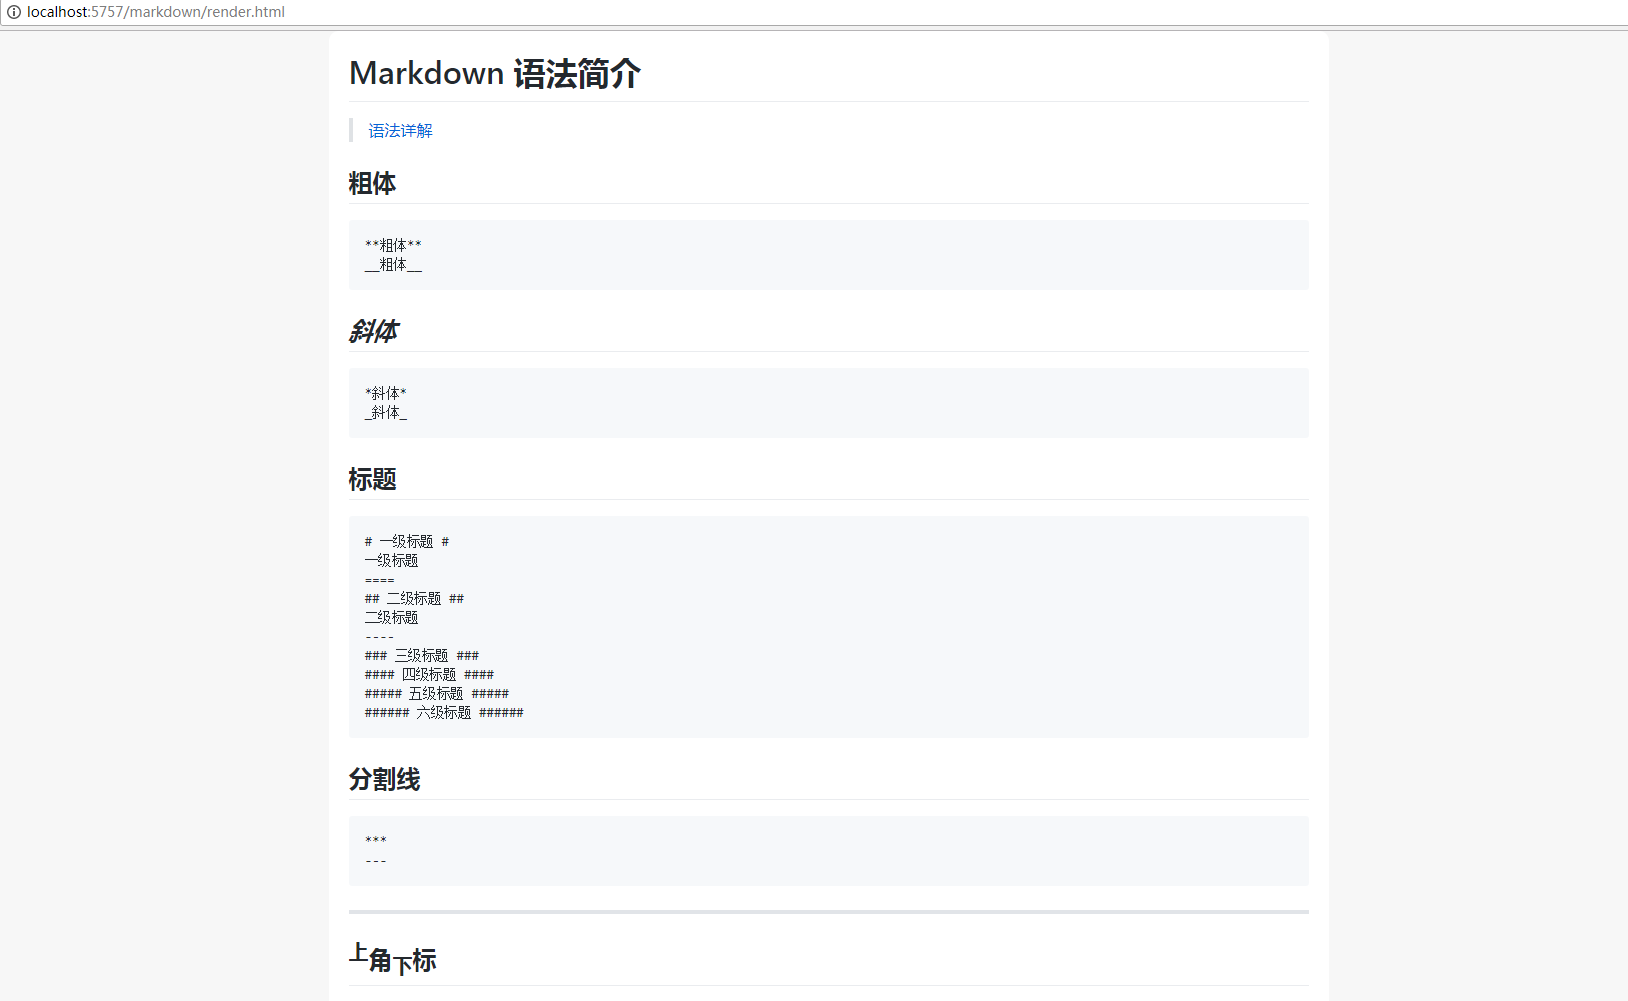 localhost:5757/markdown/render.html
Markdown 语法简介
语法详解
粗体
**粗体**
__粗体__
斜体
*斜体*
_斜体_
标题
# 一级标题 #
一级标题
====
## 二级标题 ##
二级标题
----
### 三级标题 ###
#### 四级标题 ####
##### 五级标题 #####
###### 六级标题 ######
分割线
***
---
上角下标